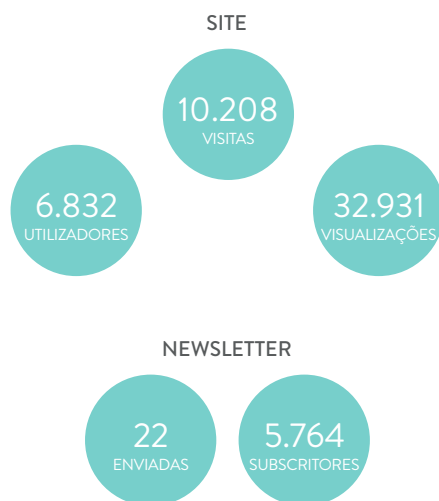 SITE
10.208
VISITAS
6.832
UTILIZADORES
32.931
VISUALIZAÇÕES
NEWSLETTER
22
ENVIADAS
5.764
SUBSCRITORES